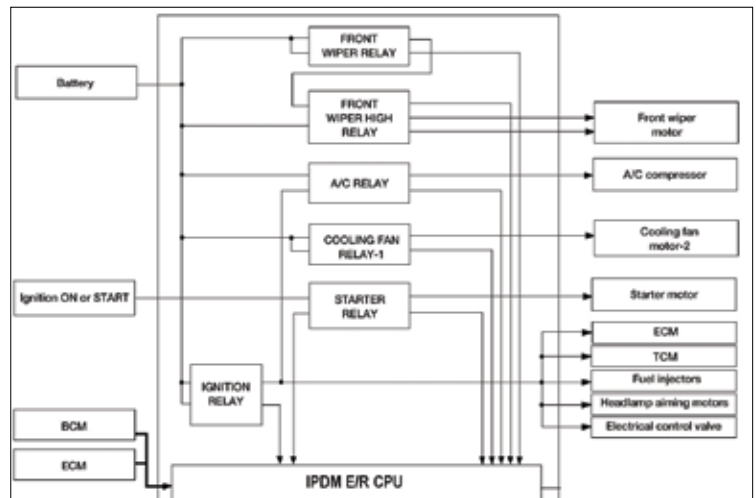 FRONT
WIPER RELAY
Battery
FRONT
WIPER HIGH
RELAY
Front wiper
motor
A/C RELAY
A/C compressor
COOLING FAN
RELAY-1
Cooling fan
motor-2
Ignition ON or START
STARTER
RELAY
Starter motor
ECM
TCM
IGNITION
RELAY
Fuel injectors
Headlamp aiming motors
Electrical control valve
BCM
ECM
IPDM E/R CPU